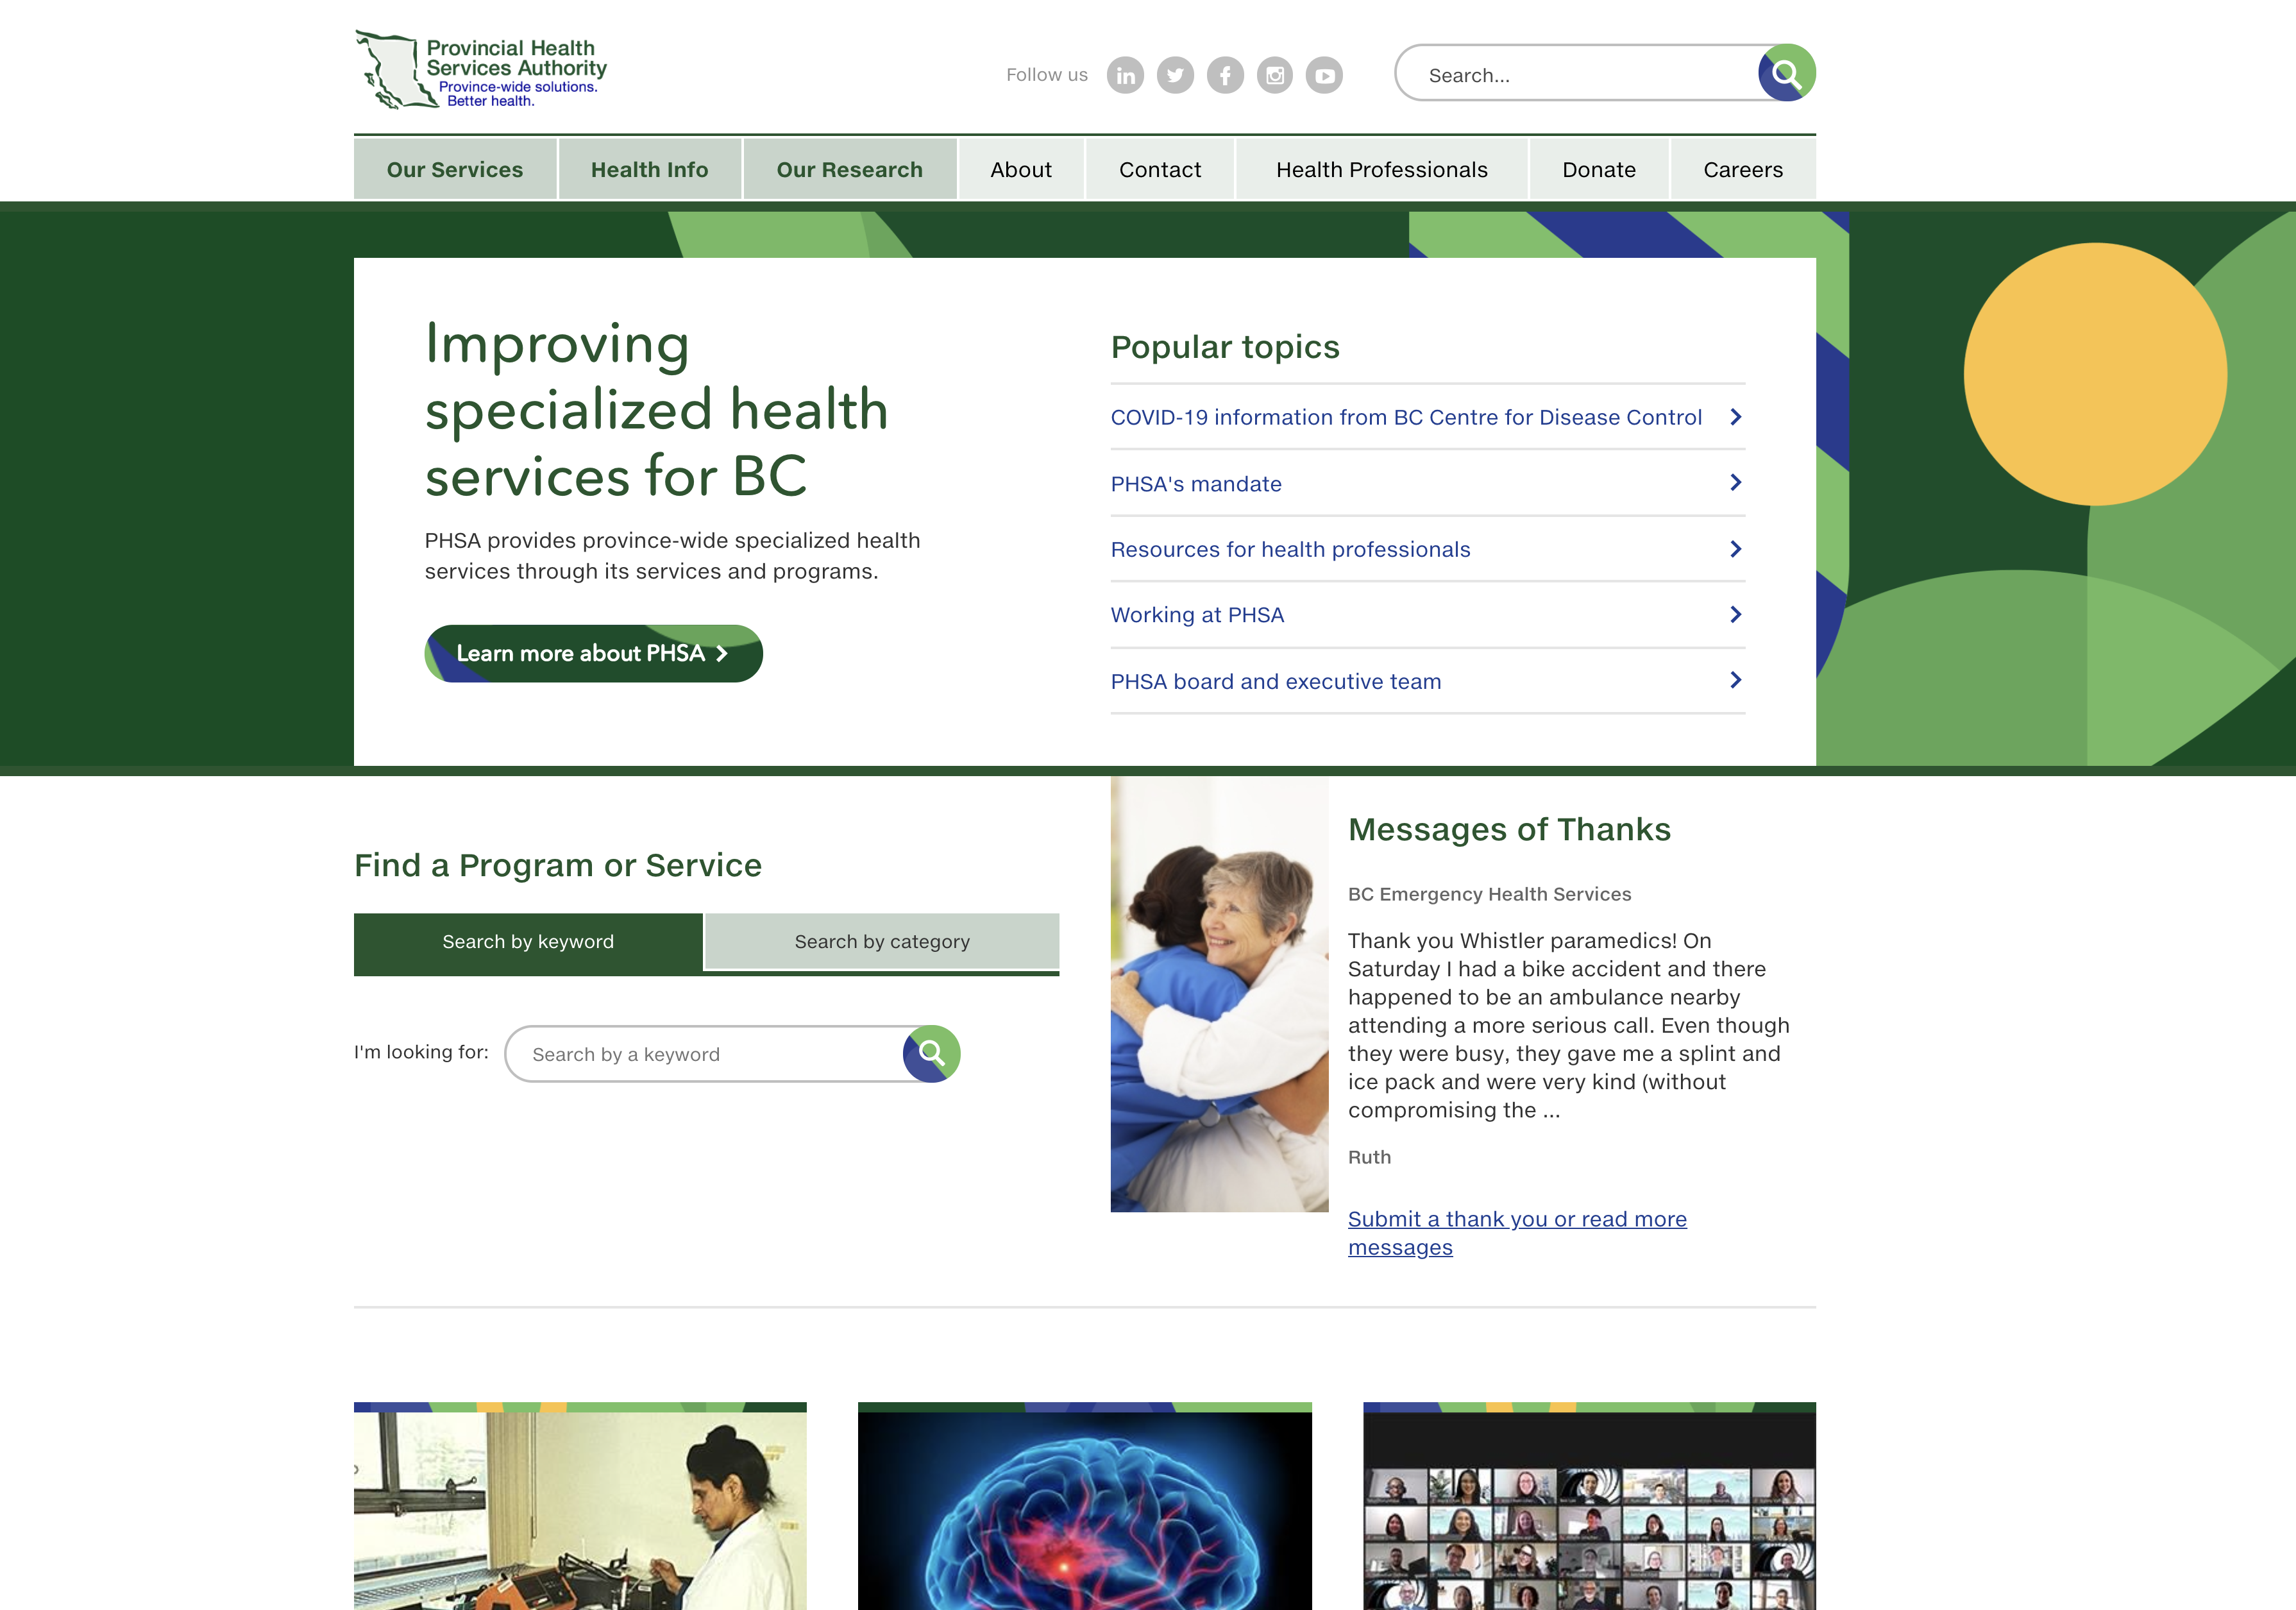 Provincial Health
Services Authority
Province-wide solutions.
Better health.
Follow us
Search...
Our Services
Health Info
Our Research
About
Contact
Health Professionals
Donate
Careers
Improving
specialized health
services for BC
PHSA provides province-wide specialized health
services through its services and programs.
Learn more about PHSA
Popular topics
COVID-19 information from BC Centre for Disease Control
PHSA's mandate
Resources for health professionals
Working at PHSA
PHSA board and executive team
Find a Program or Service
Search by keyword
Search by category
I'm looking for:
Search by a keyword
Messages of Thanks
BC Emergency Health Services
Thank you Whistler paramedics! On
Saturday I had a bike accident and there
happened to be an ambulance nearby
attending a more serious call. Even though
they were busy, they gave me a splint and
ice pack and were very kind (without
compromising the ...
Ruth
Submit a thank you or read more
messages